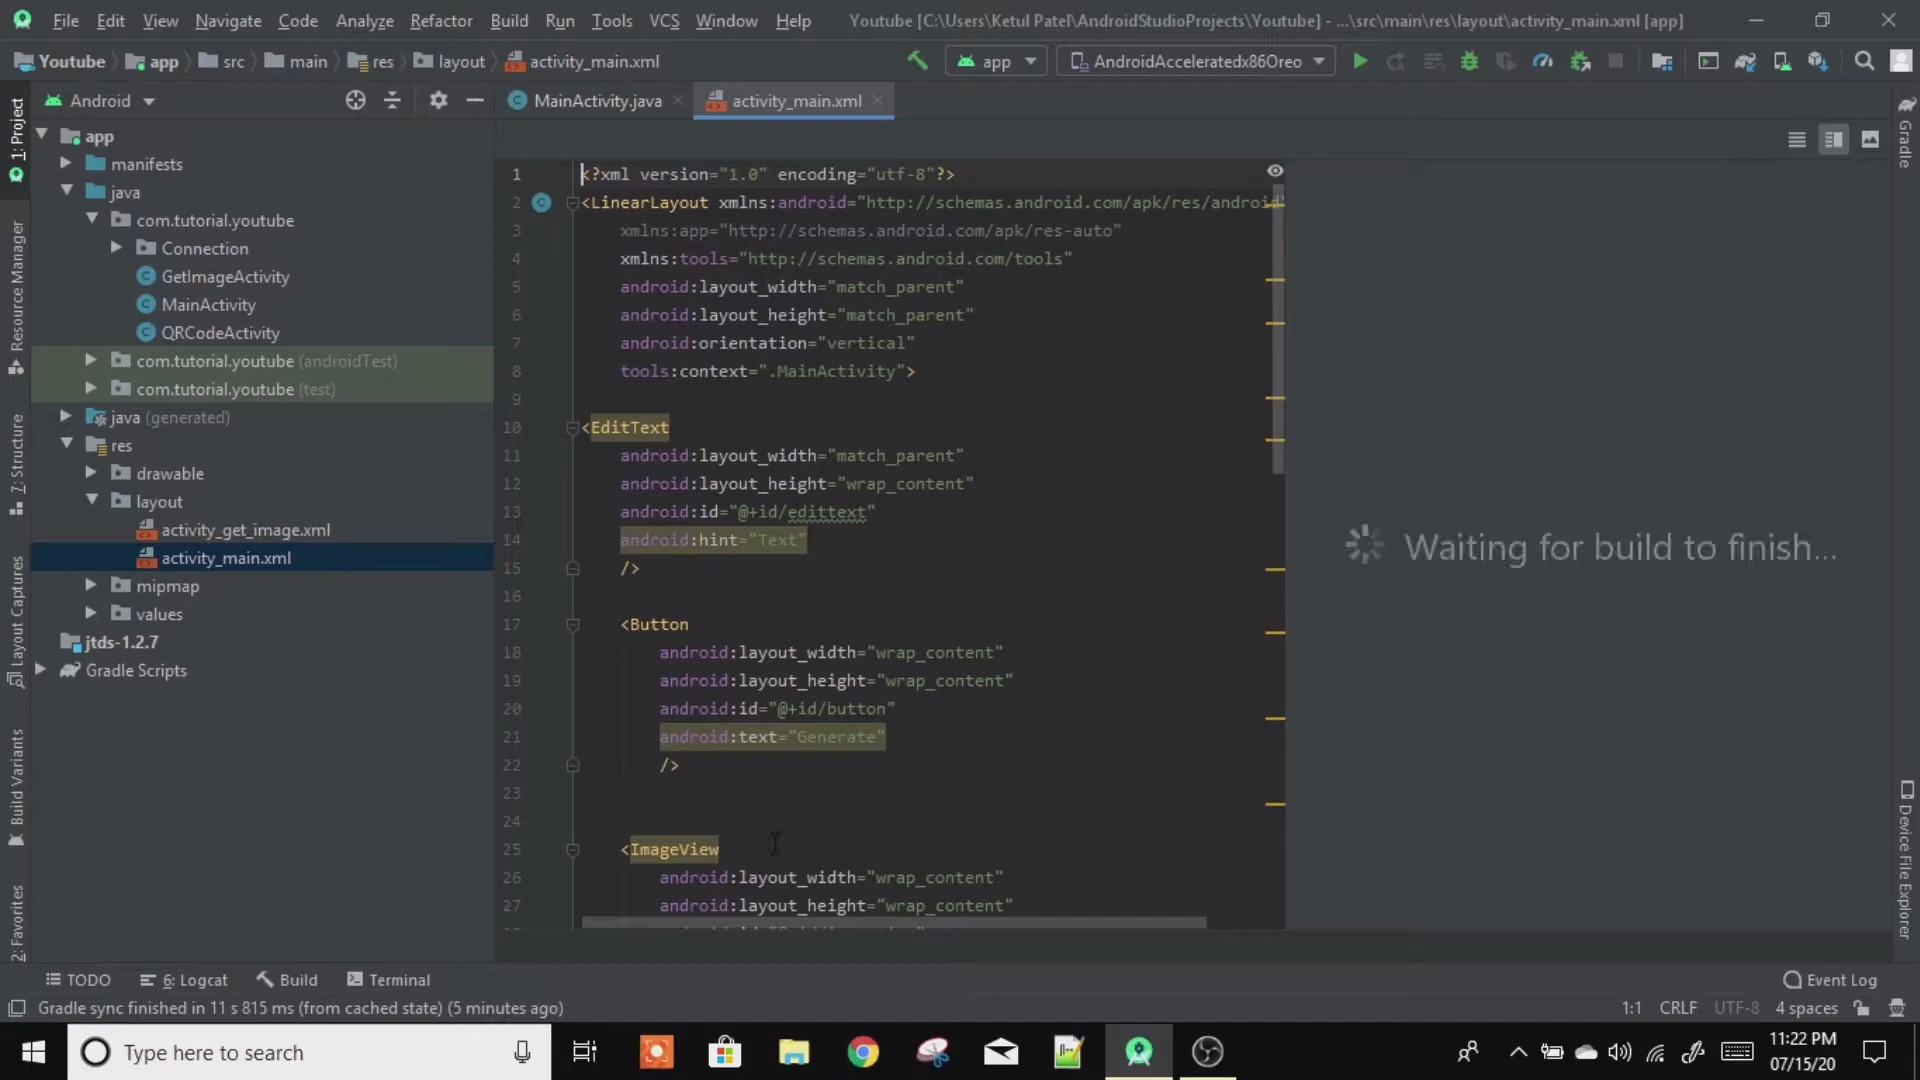 File Edit View Navigate Code Analyze Refactor Build Run Tools VCS Window Help Youtube [C:\Users\Ketul Patel\AndroidStudioProjects\Youtube] - ...\src\main\res\layout\activity_main.xml [app]
Youtube app src main res layout activity_main.xml app AndroidAcceleratedx86Oreo
Android MainActivity.java activity_main.xml
1: Project
Resource Manager
7: Structure
Layout Captures
Build Variants
2: Favorites
app
manifests
java
com.tutorial.youtube
Connection
GetImageActivity
MainActivity
QRCodeActivity
com.tutorial.youtube (androidTest)
com.tutorial.youtube (test)
java (generated)
res
drawable
layout
activity_get_image.xml
activity_main.xml
mipmap
values
jtds-1.2.7
Gradle Scripts
1 <?xml version="1.0" encoding="utf-8"?>
2 <LinearLayout xmlns:android="http://schemas.android.com/apk/res/android"
3 xmlns:app="http://schemas.android.com/apk/res-auto"
4 xmlns:tools="http://schemas.android.com/tools"
5 android:layout_width="match_parent"
6 android:layout_height="match_parent"
7 android:orientation="vertical"
8 tools:context=".MainActivity">
9
10 <EditText
11 android:layout_width="match_parent"
12 android:layout_height="wrap_content"
13 android:id="@+id/edittext"
14 android:hint="Text"
15 />
16
17 <Button
18 android:layout_width="wrap_content"
19 android:layout_height="wrap_content"
20 android:id="@+id/button"
21 android:text="Generate"
22 />
23
24
25 <ImageView
26 android:layout_width="wrap_content"
27 android:layout_height="wrap_content"
Waiting for build to finish...
Gradle
Device File Explorer
TODO 6: Logcat Build Terminal Event Log
Gradle sync finished in 11 s 815 ms (from cached state) (5 minutes ago) 1:1 CRLF UTF-8 4 spaces
Type here to search
11:22 PM
07/15/20